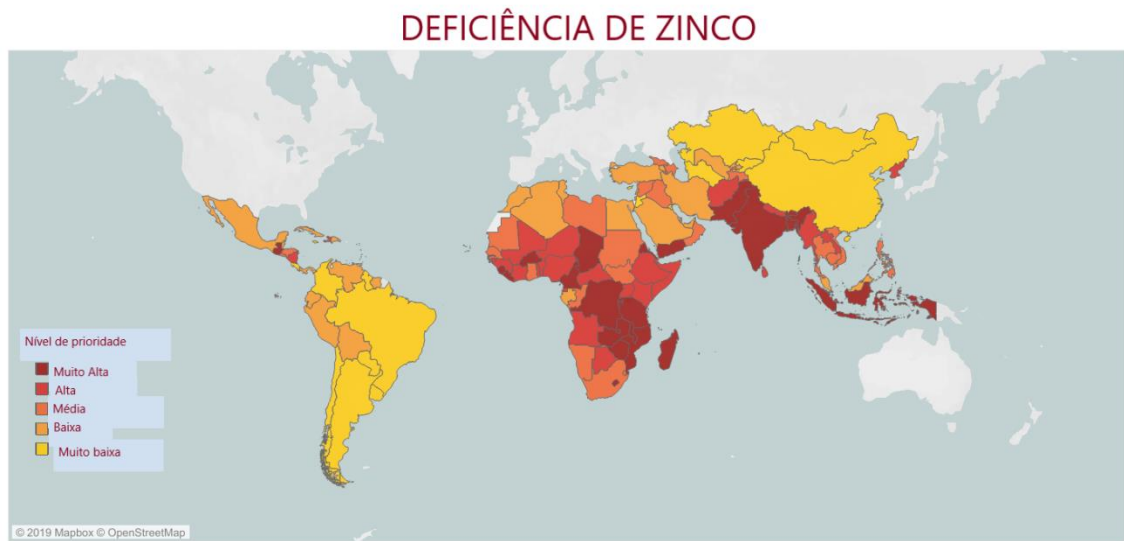 DEFICIÊNCIA DE ZINCO
Nível de prioridade
Muito Alta
Alta
Média
Baixa
Muito baixa
© 2019 Mapbox © OpenStreetMap